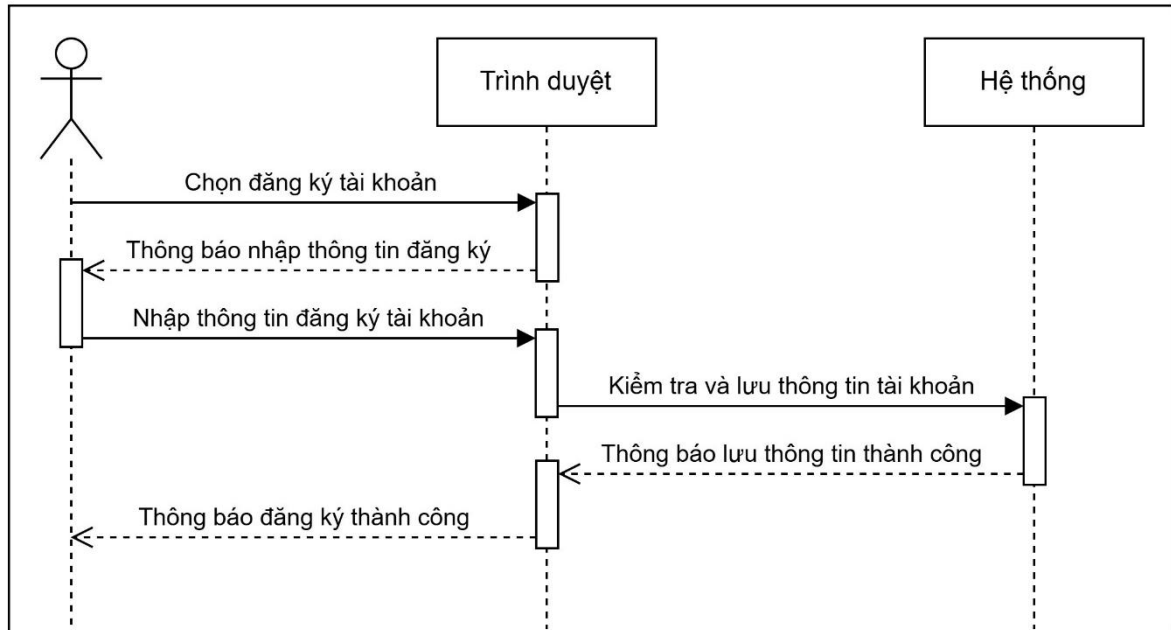 Trình duyệt
Hệ thống
Chọn đăng ký tài khoản
Thông báo nhập thông tin đăng ký
Nhập thông tin đăng ký tài khoản
Kiểm tra và lưu thông tin tài khoản
Thông báo lưu thông tin thành công
Thông báo đăng ký thành công